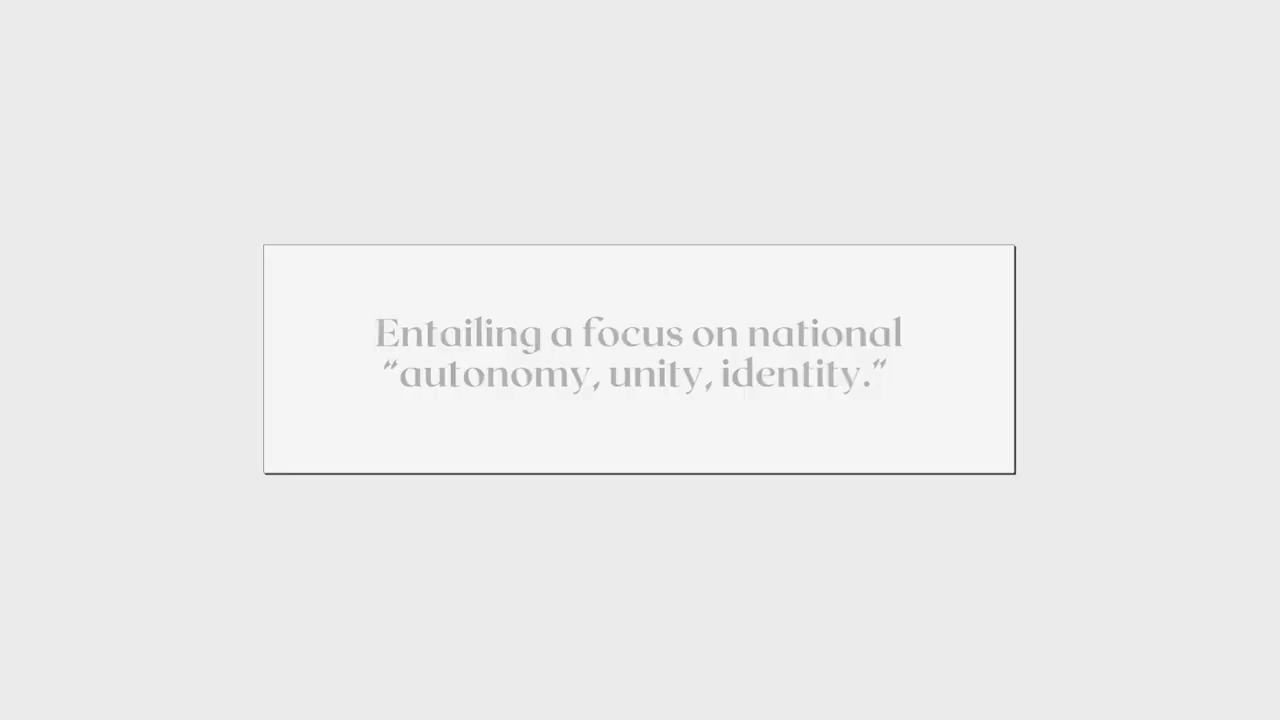 Entailing a focus on national
“autonomy, unity, identity.”